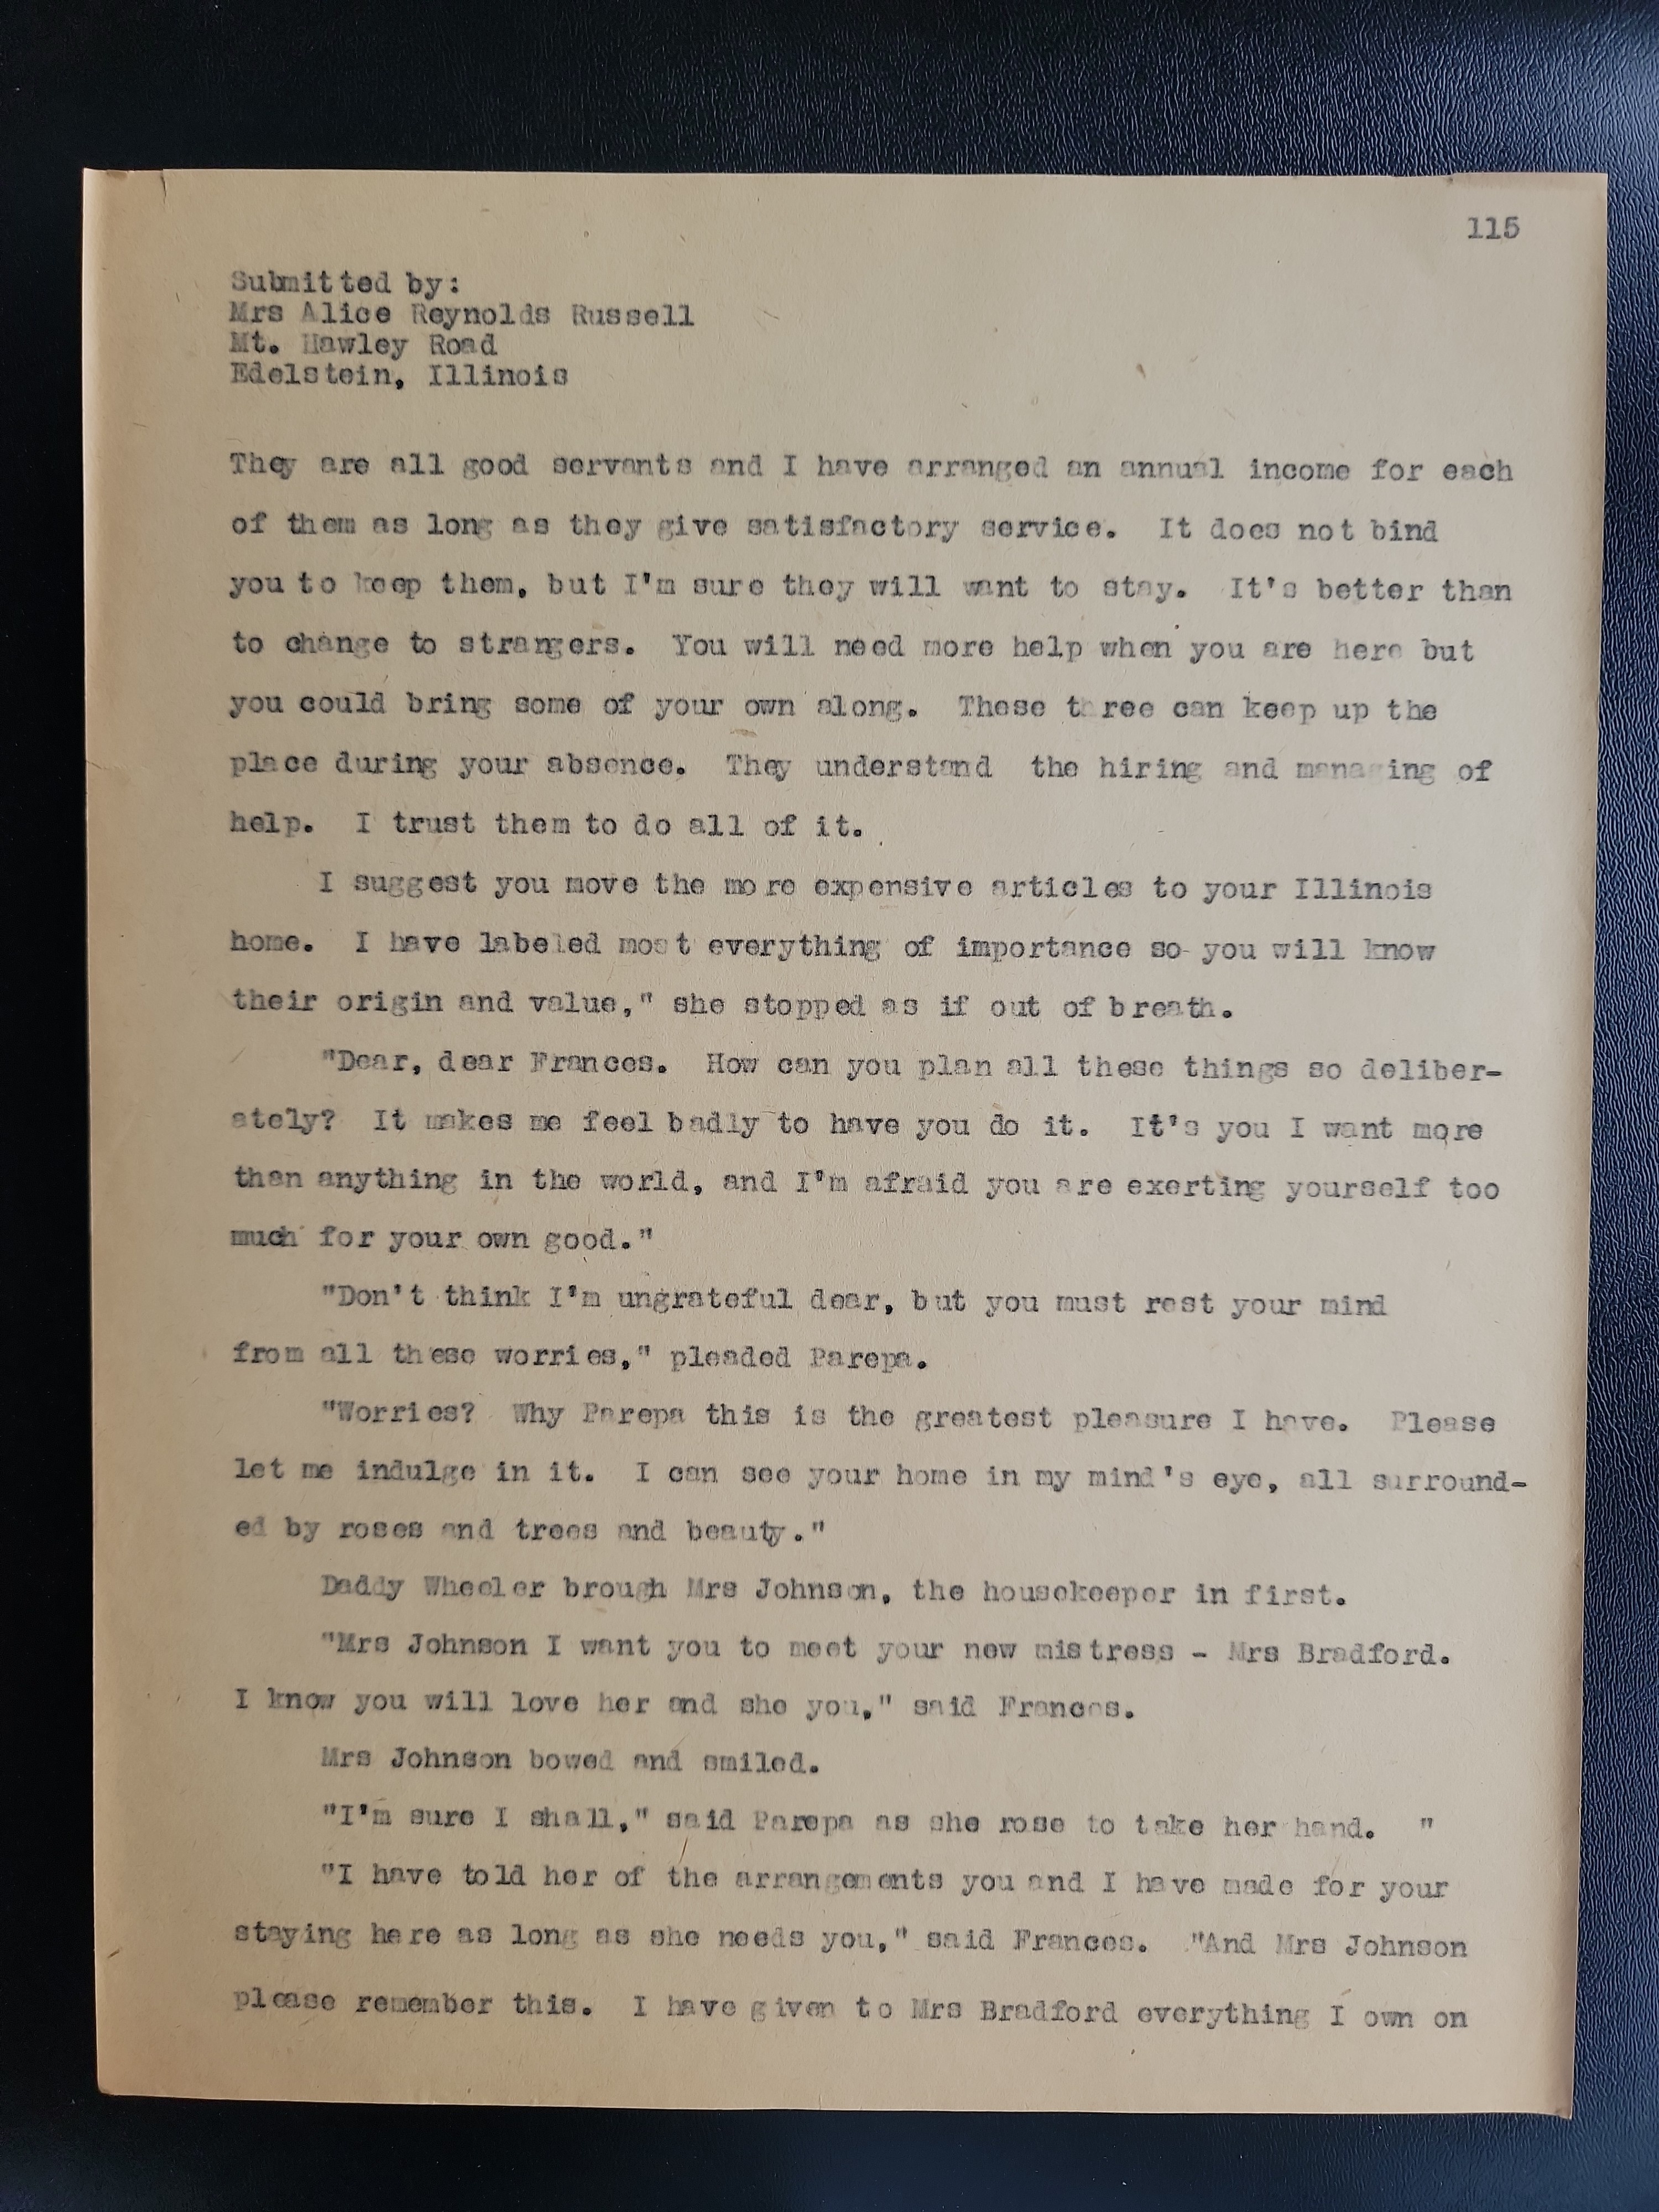 115
Submitted by:
Mrs Alice Reynolds Russell
Mt. Hawley Road
Edelstein, Illinois
They are all good servants and I have arranged an annual income for each
of them as long as they give satisfactory service. It does not bind
you to keep them, but I'm sure they will want to stay. It's better than
to change to strangers. You will need more help when you are here but
you could bring some of your own along. These three can keep up the
place during your absence. They understand the hiring and managing of
help. I trust them to do all of it.
I suggest you move the more expensive articles to your Illinois
home. I have labeled most everything of importance so you will know
their origin and value," she stopped as if out of breath.
"Dear, dear Frances. How can you plan all these things so deliber-
ately? It makes me feel badly to have you do it. It's you I want more
than anything in the world, and I'm afraid you are exerting yourself too
much for your own good."
"Don't think I'm ungrateful dear, but you must rest your mind
from all these worries," pleaded Parepa.
"Worries? Why Parepa this is the greatest pleasure I have. Please
let me indulge in it. I can see your home in my mind's eye, all surround-
ed by roses and trees and beauty."
Daddy Wheeler brough Mrs Johnson, the housekeeper in first.
"Mrs Johnson I want you to meet your new mistress - Mrs Bradford.
I know you will love her and she you," said Frances.
Mrs Johnson bowed and smiled.
"I'm sure I shall," said Parepa as she rose to take her hand. "
"I have told her of the arrangements you and I have made for your
staying here as long as she needs you," said Frances. "And Mrs Johnson
please remember this. I have given to Mrs Bradford everything I own on